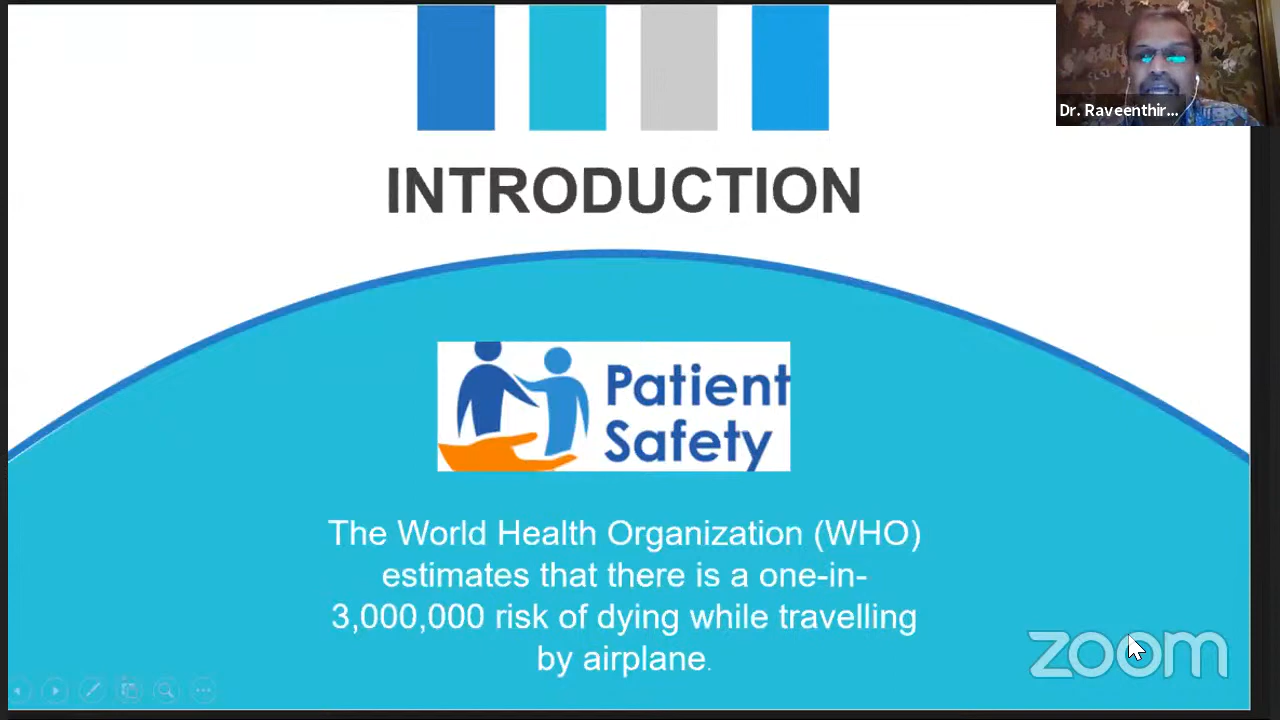 Dr. Raveenthir...
INTRODUCTION
Patient
Safety
The World Health Organization (WHO)
estimates that there is a one-in-
3,000,000 risk of dying while travelling
by airplane.
zoom